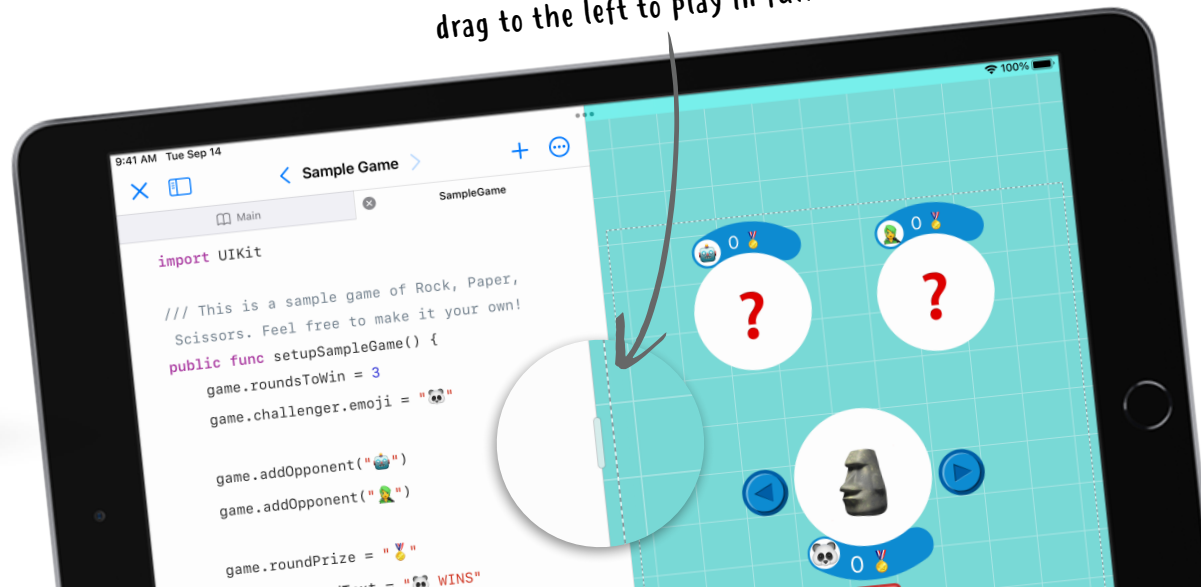 drag to the left to play in
9:41 AM Tue Sep 14
100%
Sample Game
Main
SampleGame
import UIKit
/// This is a sample game of Rock, Paper,
Scissors. Feel free to make it your own!
public func setupSampleGame() {
game.roundsToWin = 3
game.challenger.emoji = "🐼"
game.addOpponent("🤖")
game.addOpponent("🧝‍♂️")
game.roundPrize = "🏅"
= "🐼 WINS"
0
0
?
?
0